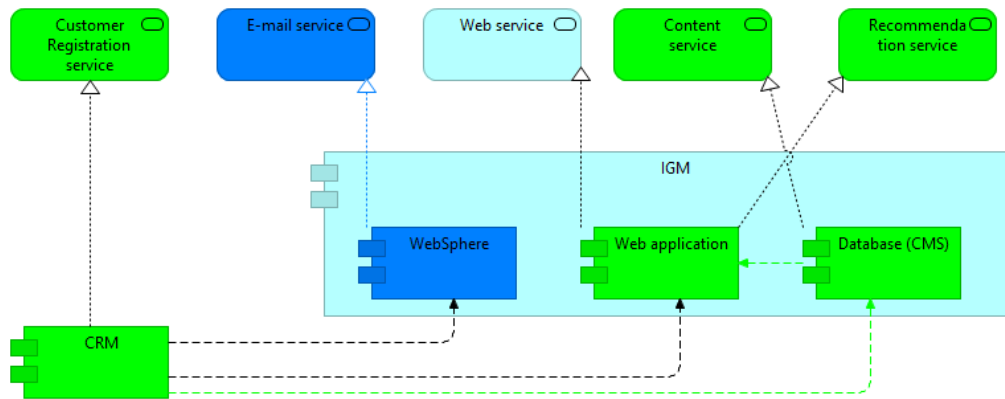 Customer
Registration
service
E-mail service
Web service
Content
service
Recommenda
tion service
IGM
WebSphere
Web application
Database (CMS)
CRM